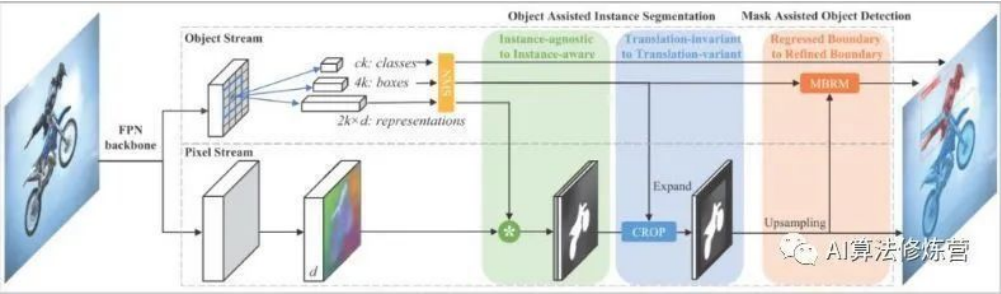 Object Assisted Instance Segmentation
Mask Assisted Object Detection
Object Stream
Instance-agnostic
to Instance-aware
Translation-invariant
to Translation-variant
Regressed Boundary
to Refined Boundary
ck: classes
4k: boxes
2k×d: representations
NMS
MBRM
FPN
backbone
Pixel Stream
d
*
Expand
CROP
Upsampling
AI算法修炼营